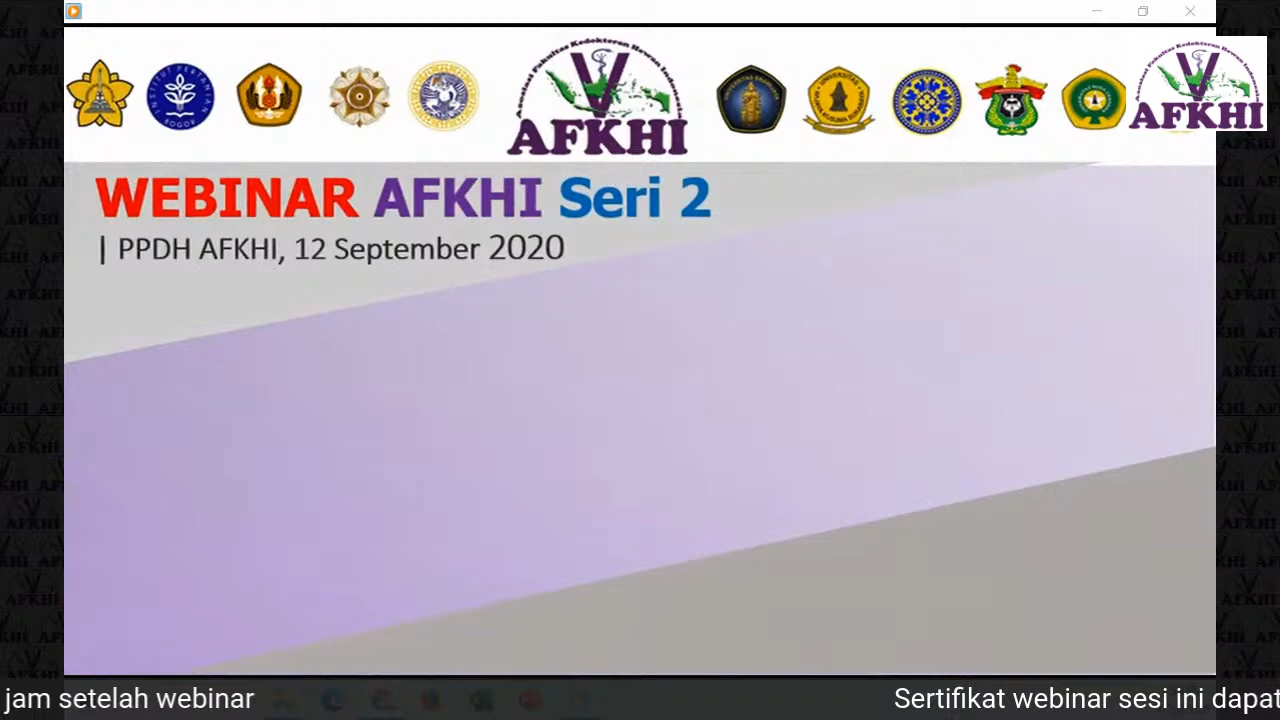 AFKHI
AFKHI
WEBINAR AFKHI Seri 2
| PPDH AFKHI, 12 September 2020
jam setelah webinar
Sertifikat webinar sesi ini dapat